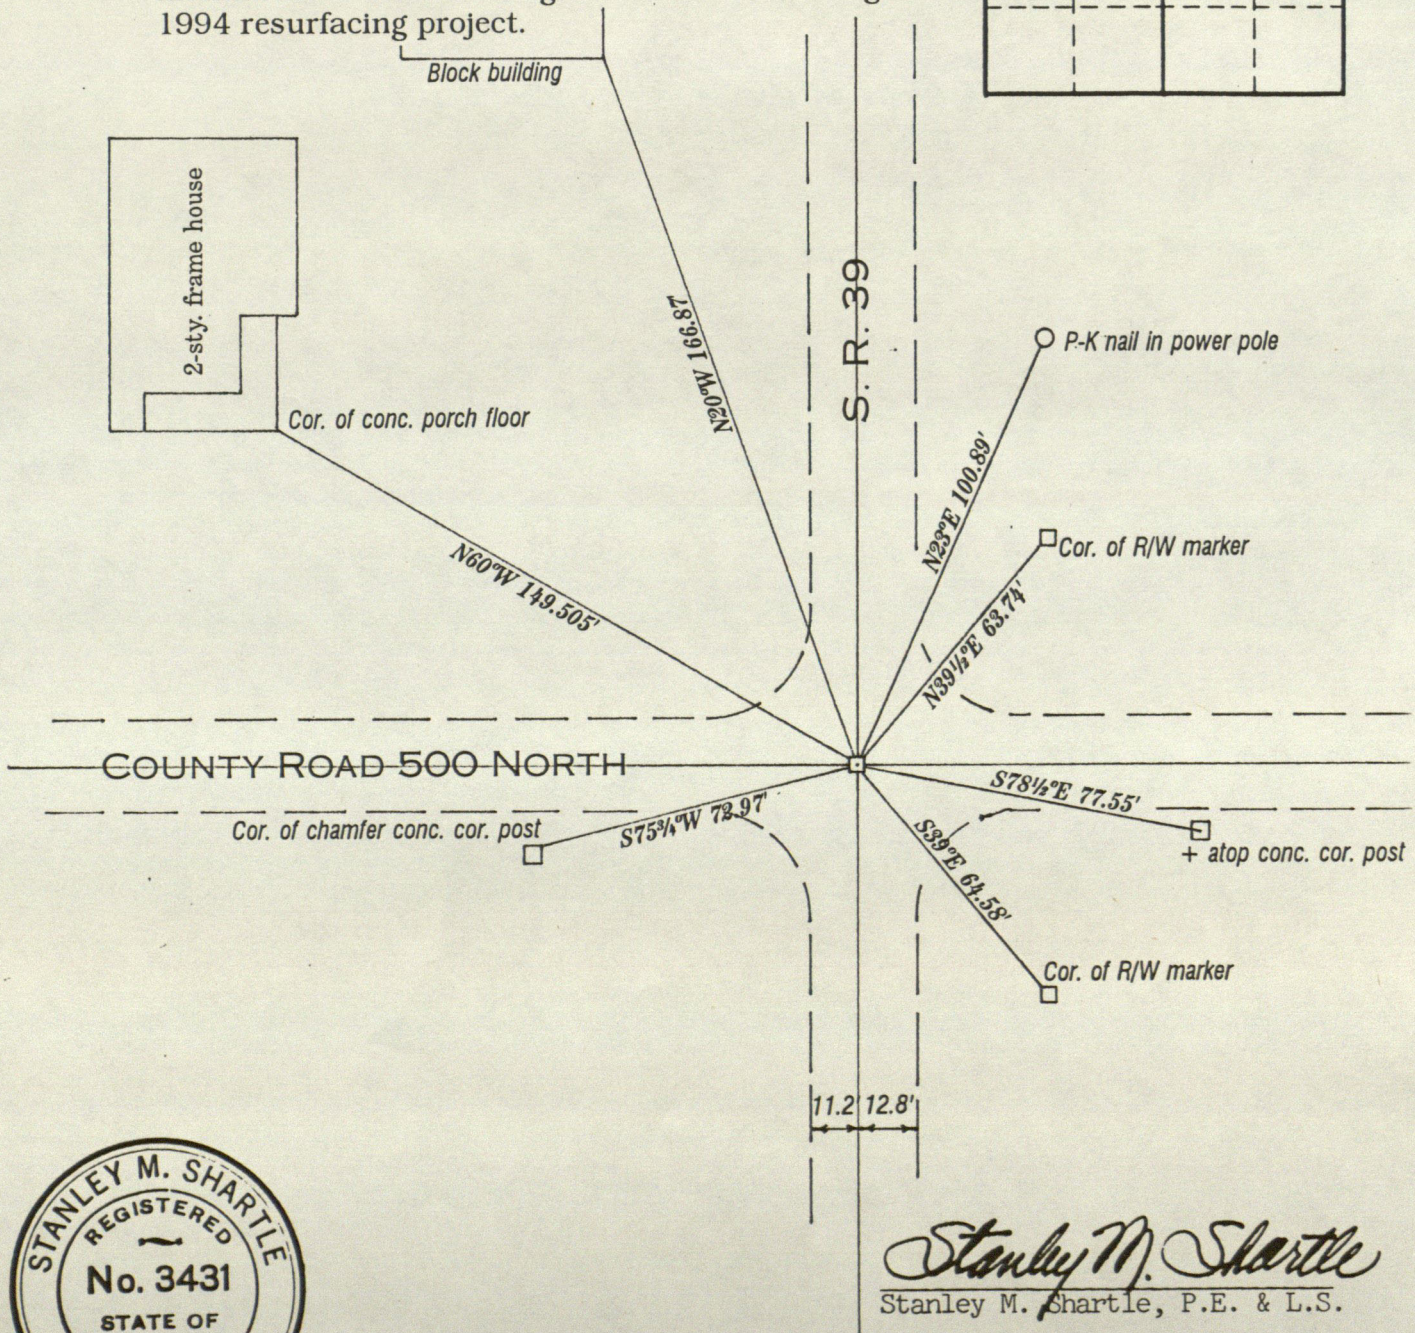 1994 resurfacing project.
Block building
2-sty. frame house
Cor. of conc. porch floor
N20°W 166.87'
S. R. 39
P-K nail in power pole
N23°E 100.89'
Cor. of R/W marker
N39½°E 63.74'
N60°W 149.505'
COUNTY ROAD 500 NORTH
S78½°E 77.55'
+ atop conc. cor. post
Cor. of chamfer conc. cor. post
S75¾°W 72.97'
S39°E 64.58'
Cor. of R/W marker
11.2' 12.8'
STANLEY M. SHARTLE
REGISTERED
No. 3431
STATE OF
Stanley M. Shartle
Stanley M. Shartle, P.E. & L.S.